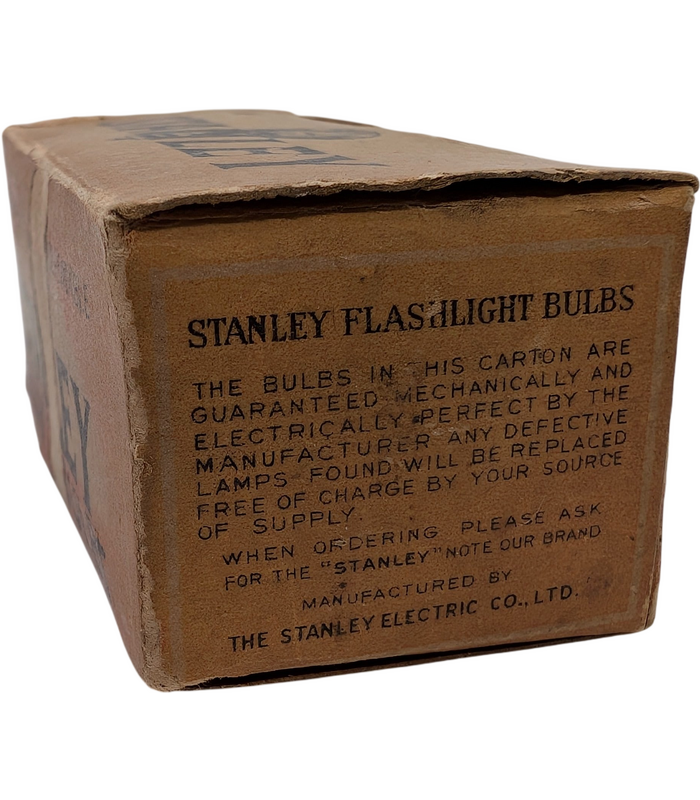 STANLEY
EY
STANLEY FLASHLIGHT BULBS
THE BULBS IN THIS CARTON ARE
GUARANTEED MECHANICALLY AND
ELECTRICALLY PERFECT BY THE
MANUFACTURER ANY DEFECTIVE
LAMPS FOUND WILL BE REPLACED
FREE OF CHARGE BY YOUR SOURCE
OF SUPPLY.
WHEN ORDERING PLEASE ASK
FOR THE "STANLEY" NOTE OUR BRAND
MANUFACTURED BY
THE STANLEY ELECTRIC CO., LTD.